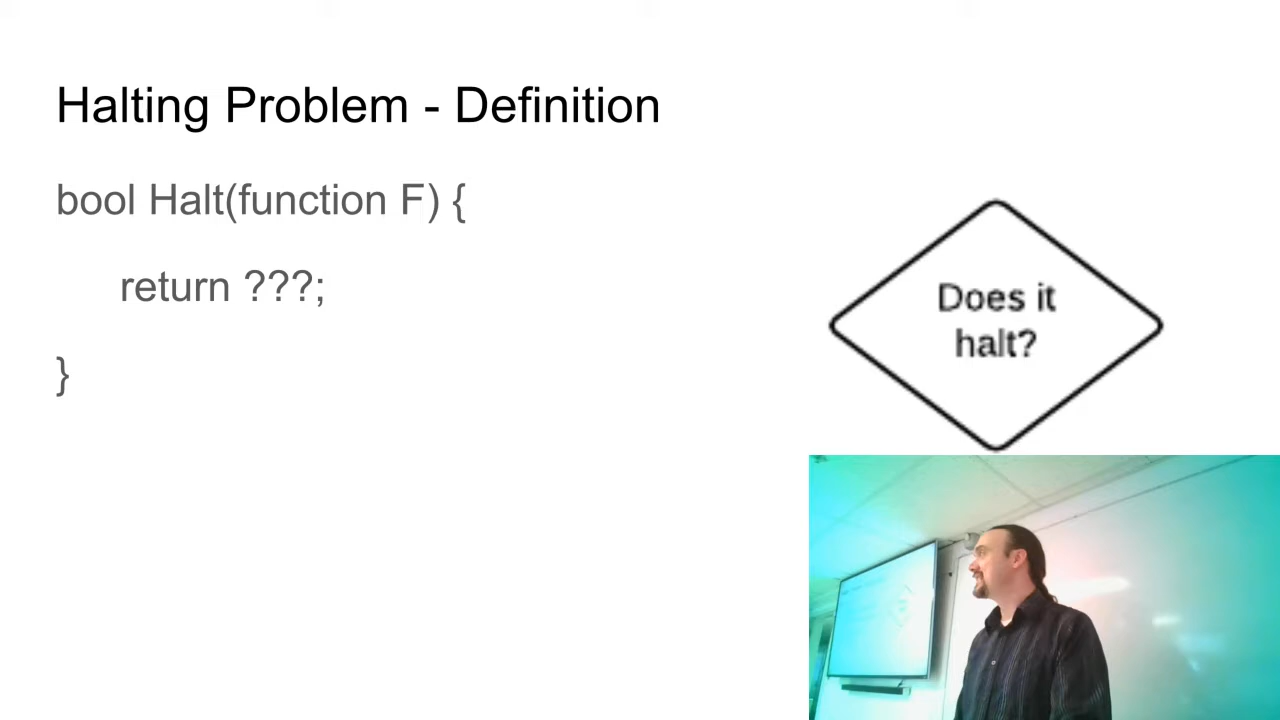 Halting Problem - Definition
bool Halt(function F) {
return ???;
}
Does it
halt?